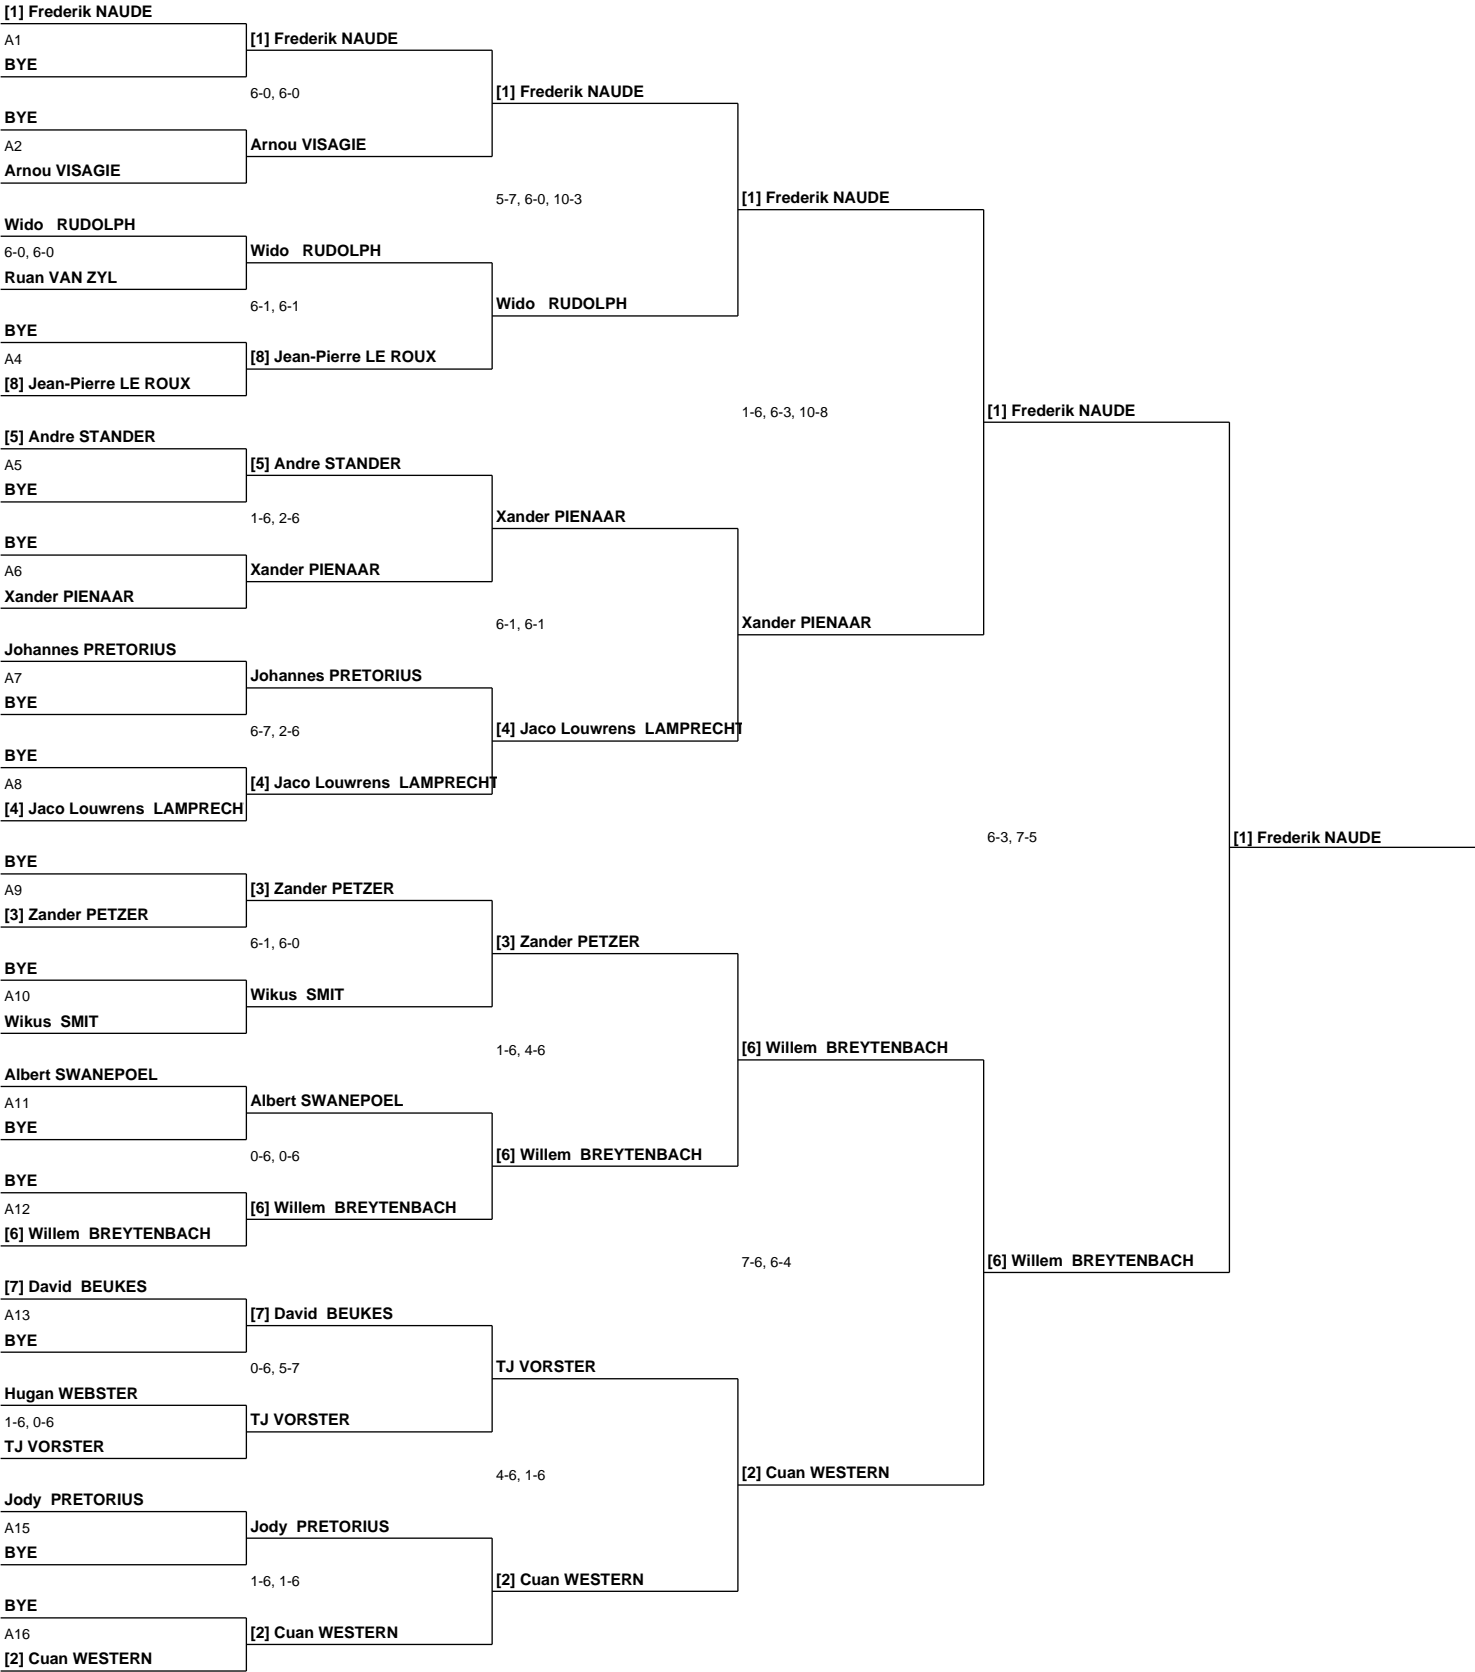 [1] Frederik NAUDE
A1
[1] Frederik NAUDE
BYE
6-0, 6-0
[1] Frederik NAUDE
BYE
A2
Arnou VISAGIE
Arnou VISAGIE
5-7, 6-0, 10-3
[1] Frederik NAUDE
Wido RUDOLPH
6-0, 6-0
Wido RUDOLPH
Ruan VAN ZYL
6-1, 6-1
Wido RUDOLPH
BYE
A4
[8] Jean-Pierre LE ROUX
[8] Jean-Pierre LE ROUX
1-6, 6-3, 10-8
[1] Frederik NAUDE
[5] Andre STANDER
A5
[5] Andre STANDER
BYE
1-6, 2-6
Xander PIENAAR
BYE
A6
Xander PIENAAR
Xander PIENAAR
6-1, 6-1
Xander PIENAAR
Johannes PRETORIUS
A7
Johannes PRETORIUS
BYE
6-7, 2-6
[4] Jaco Louwrens LAMPRECHT
BYE
A8
[4] Jaco Louwrens LAMPRECHT
[4] Jaco Louwrens LAMPRECH
6-3, 7-5
[1] Frederik NAUDE
BYE
A9
[3] Zander PETZER
[3] Zander PETZER
6-1, 6-0
[3] Zander PETZER
BYE
A10
Wikus SMIT
Wikus SMIT
1-6, 4-6
[6] Willem BREYTENBACH
Albert SWANEPOEL
A11
Albert SWANEPOEL
BYE
0-6, 0-6
[6] Willem BREYTENBACH
BYE
A12
[6] Willem BREYTENBACH
[6] Willem BREYTENBACH
7-6, 6-4
[6] Willem BREYTENBACH
[7] David BEUKES
A13
[7] David BEUKES
BYE
0-6, 5-7
TJ VORSTER
Hugan WEBSTER
1-6, 0-6
TJ VORSTER
TJ VORSTER
4-6, 1-6
[2] Cuan WESTERN
Jody PRETORIUS
A15
Jody PRETORIUS
BYE
1-6, 1-6
[2] Cuan WESTERN
BYE
A16
[2] Cuan WESTERN
[2] Cuan WESTERN